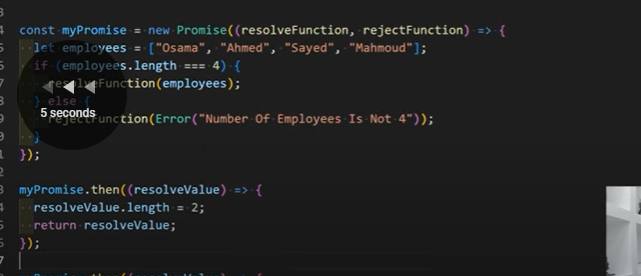 const myPromise = new Promise((resolveFunction, rejectFunction) => {
let employees = ["Osama", "Ahmed", "Sayed", "Mahmoud"];
if (employees.length === 4) {
resolveFunction(employees);
} else {
5 seconds
rejectFunction(Error("Number Of Employees Is Not 4"));
}
});
myPromise.then((resolveValue) => {
resolveValue.length = 2;
return resolveValue;
});